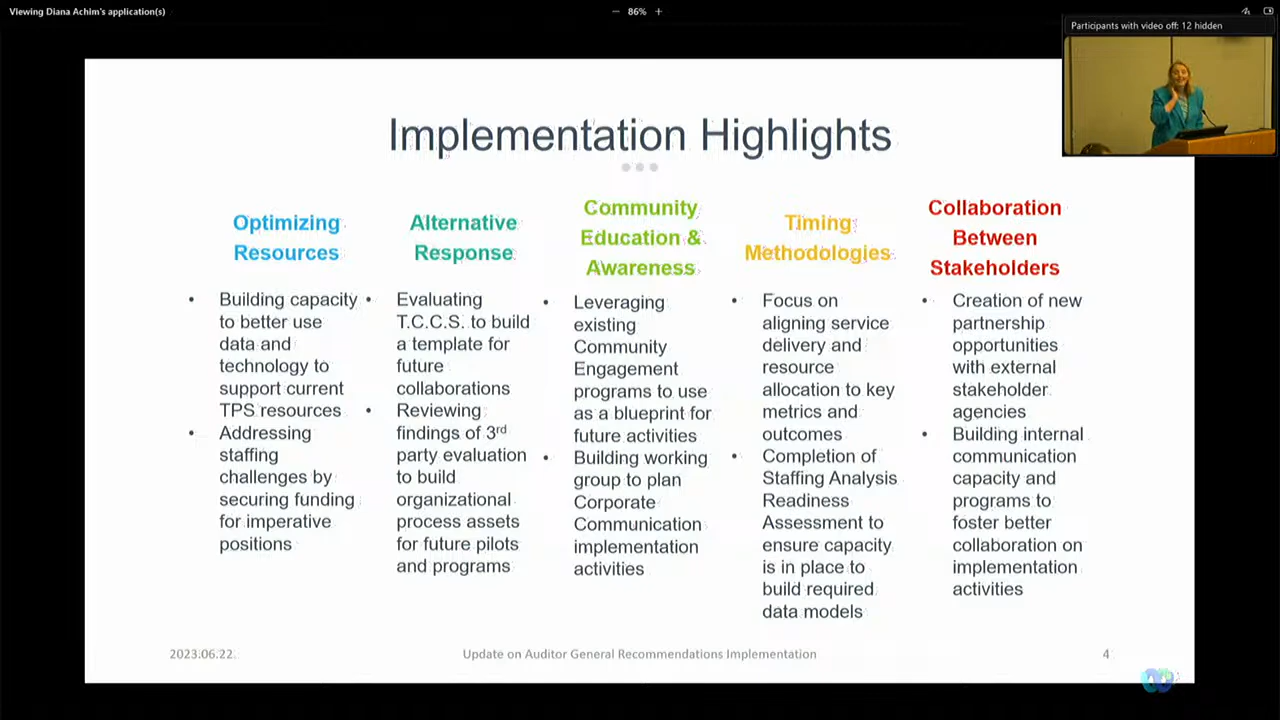 Viewing Diana Achim's application(s)
86%
Participants with video off: 12 hidden
Implementation Highlights
Optimizing
Resources
• Building capacity
to better use
data and
technology to
support current
TPS resources
• Addressing
staffing
challenges by
securing funding
for imperative
positions
Alternative
Response
• Evaluating
T.C.C.S. to build
a template for
future
collaborations
• Reviewing
findings of 3rd
party evaluation
to build
organizational
process assets
for future pilots
and programs
Community
Education &
Awareness
• Leveraging
existing
Community
Engagement
programs to use
as a blueprint for
future activities
• Building working
group to plan
Corporate
Communication
implementation
activities
Timing
Methodologies
• Focus on
aligning service
delivery and
resource
allocation to key
metrics and
outcomes
• Completion of
Staffing Analysis
Readiness
Assessment to
ensure capacity
is in place to
build required
data models
Collaboration
Between
Stakeholders
• Creation of new
partnership
opportunities
with external
stakeholder
agencies
• Building internal
communication
capacity and
programs to
foster better
collaboration on
implementation
activities
2023.06.22.
Update on Auditor General Recommendations Implementation
4